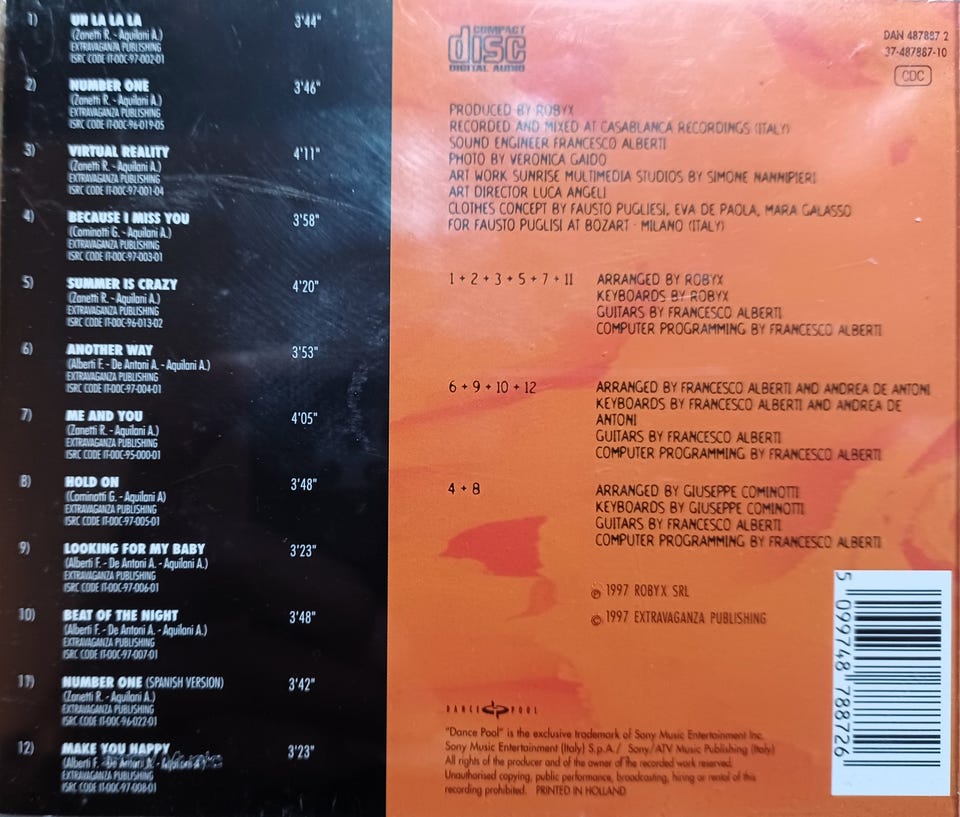 1) UH LA LA LA 3'44"
(Zanetti R. - Aquilani A.)
EXTRAVAGANZA PUBLISHING
ISRC CODE IT-00C-97-002-01
2) NUMBER ONE 3'46"
(Zanetti R. - Aquilani A.)
EXTRAVAGANZA PUBLISHING
ISRC CODE IT-00C-96-019-05
3) VIRTUAL REALITY 4'11"
(Zanetti R. - Aquilani A.)
EXTRAVAGANZA PUBLISHING
ISRC CODE IT-00C-97-001-04
4) BECAUSE I MISS YOU 3'58"
(Cominotti G. - Aquilani A.)
EXTRAVAGANZA PUBLISHING
ISRC CODE IT-00C-97-003-01
5) SUMMER IS CRAZY 4'20"
(Zanetti R. - Aquilani A.)
EXTRAVAGANZA PUBLISHING
ISRC CODE IT-00C-96-013-02
6) ANOTHER WAY 3'53"
(Alberti F. - De Antoni A. - Aquilani A.)
EXTRAVAGANZA PUBLISHING
ISRC CODE IT-00C-97-004-01
7) ME AND YOU 4'05"
(Zanetti R. - Aquilani A.)
EXTRAVAGANZA PUBLISHING
ISRC CODE IT-00C-95-000-01
8) HOLD ON 3'48"
(Cominotti G. - Aquilani A)
EXTRAVAGANZA PUBLISHING
ISRC CODE IT-00C-97-005-01
9) LOOKING FOR MY BABY 3'23"
(Alberti F. - De Antoni A. - Aquilani A.)
EXTRAVAGANZA PUBLISHING
ISRC CODE IT-00C-97-006-01
10) BEAT OF THE NIGHT 3'48"
(Alberti F. - De Antoni A. - Aquilani A.)
EXTRAVAGANZA PUBLISHING
ISRC CODE IT-00C-97-007-01
11) NUMBER ONE (SPANISH VERSION) 3'42"
(Zanetti R. - Aquilani A.)
EXTRAVAGANZA PUBLISHING
ISRC CODE IT-00C-96-022-01
12) MAKE YOU HAPPY 3'23"
(Alberti F. - De Antoni A. - Aquilani A.)
EXTRAVAGANZA PUBLISHING
ISRC CODE IT-00C-97-008-01
COMPACT
disc
DIGITAL AUDIO
DAN 487887 2
37-487887-10
CDC
PRODUCED BY ROBYX
RECORDED AND MIXED AT CASABLANCA RECORDINGS (ITALY)
SOUND ENGINEER FRANCESCO ALBERTI
PHOTO BY VERONICA GAIDO
ART WORK SUNRISE MULTIMEDIA STUDIOS BY SIMONE NANNIPIERI
ART DIRECTOR LUCA ANGELI
CLOTHES CONCEPT BY FAUSTO PUGLIESI, EVA DE PAOLA, MARA GALASSO
FOR FAUSTO PUGLISI AT BOZART - MILANO (ITALY)
1 + 2 + 3 + 5 + 7 + 11 ARRANGED BY ROBYX
KEYBOARDS BY ROBYX
GUITARS BY FRANCESCO ALBERTI
COMPUTER PROGRAMMING BY FRANCESCO ALBERTI
6 + 9 + 10 + 12 ARRANGED BY FRANCESCO ALBERTI AND ANDREA DE ANTONI
KEYBOARDS BY FRANCESCO ALBERTI AND ANDREA DE
ANTONI
GUITARS BY FRANCESCO ALBERTI
COMPUTER PROGRAMMING BY FRANCESCO ALBERTI
4 + 8 ARRANGED BY GIUSEPPE COMINOTTI
KEYBOARDS BY GIUSEPPE COMINOTTI
GUITARS BY FRANCESCO ALBERTI
COMPUTER PROGRAMMING BY FRANCESCO ALBERTI
℗ 1997 ROBYX SRL
© 1997 EXTRAVAGANZA PUBLISHING
DANCE POOL
"Dance Pool" is the exclusive trademark of Sony Music Entertainment Inc.
Sony Music Entertainment (Italy) S.p.A./ Sony/ATV Music Publishing (Italy)
All rights of the producer and of the owner of the recorded work reserved.
Unauthorised copying, public performance, broadcasting, hiring or rental of this
recording prohibited. PRINTED IN HOLLAND
5 099748 788726